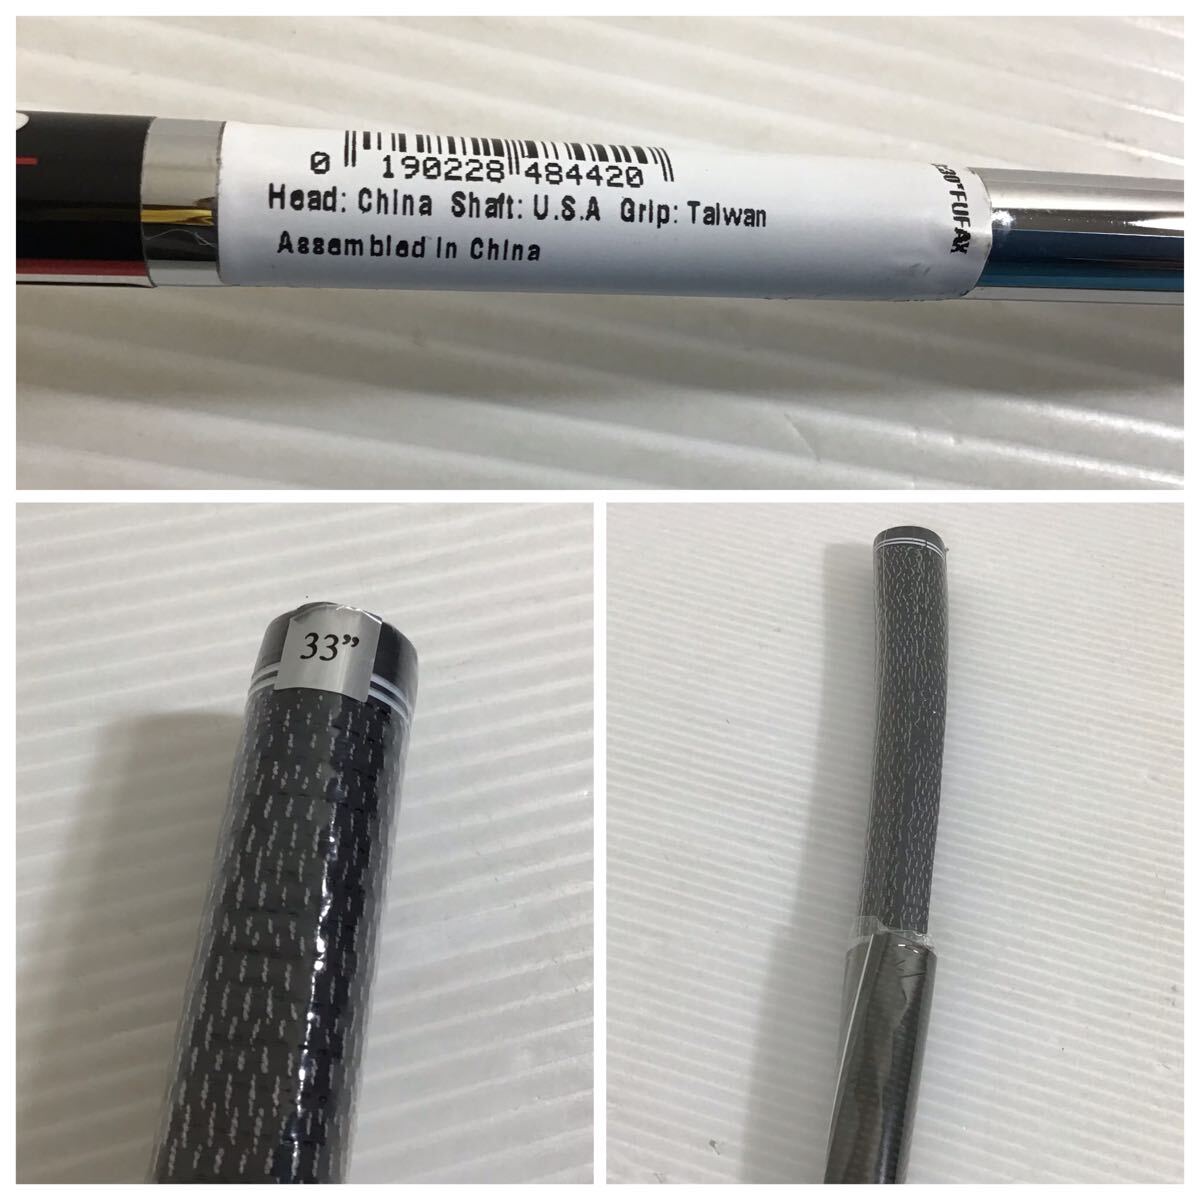 0 190228 484420
Head: China Shaft: U.S.A Grip: Taiwan
Assembled in China
33”